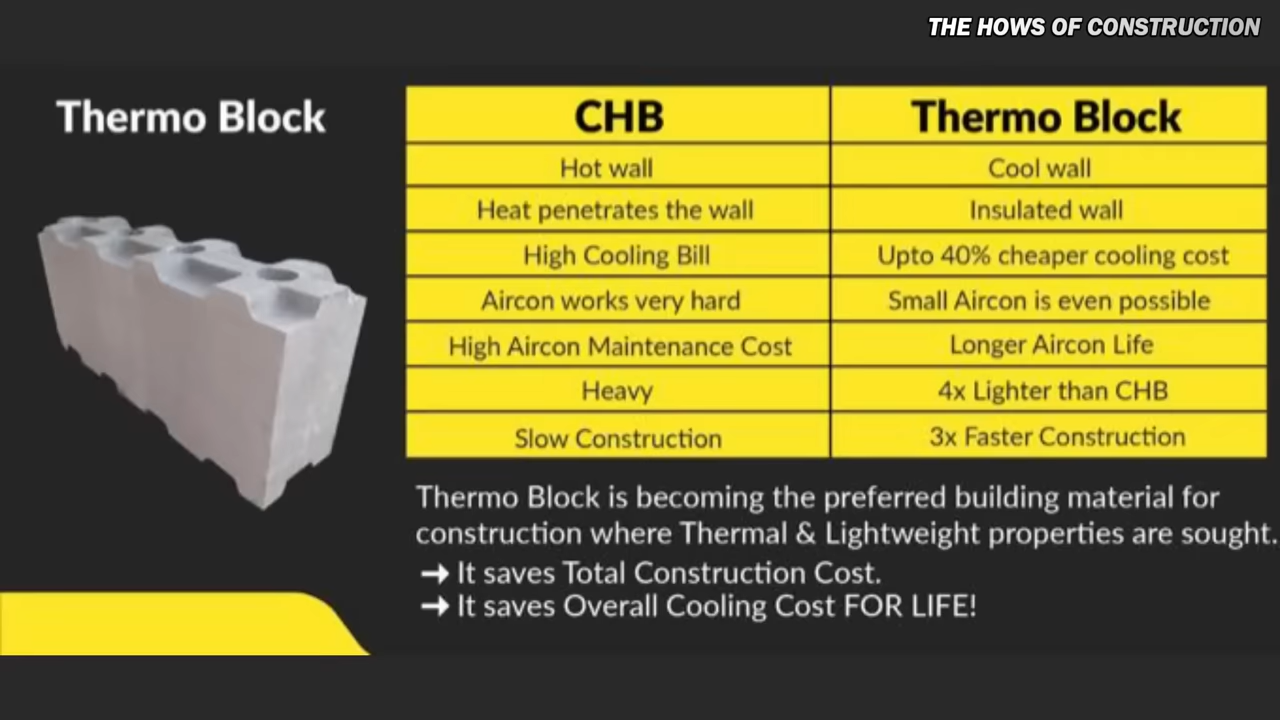 THE HOWS OF CONSTRUCTION
Thermo Block
CHB
Thermo Block
Hot wall
Cool wall
Heat penetrates the wall
Insulated wall
High Cooling Bill
Upto 40% cheaper cooling cost
Aircon works very hard
Small Aircon is even possible
High Aircon Maintenance Cost
Longer Aircon Life
Heavy
4x Lighter than CHB
Slow Construction
3x Faster Construction
Thermo Block is becoming the preferred building material for
construction where Thermal & Lightweight properties are sought.
→ It saves Total Construction Cost.
→ It saves Overall Cooling Cost FOR LIFE!